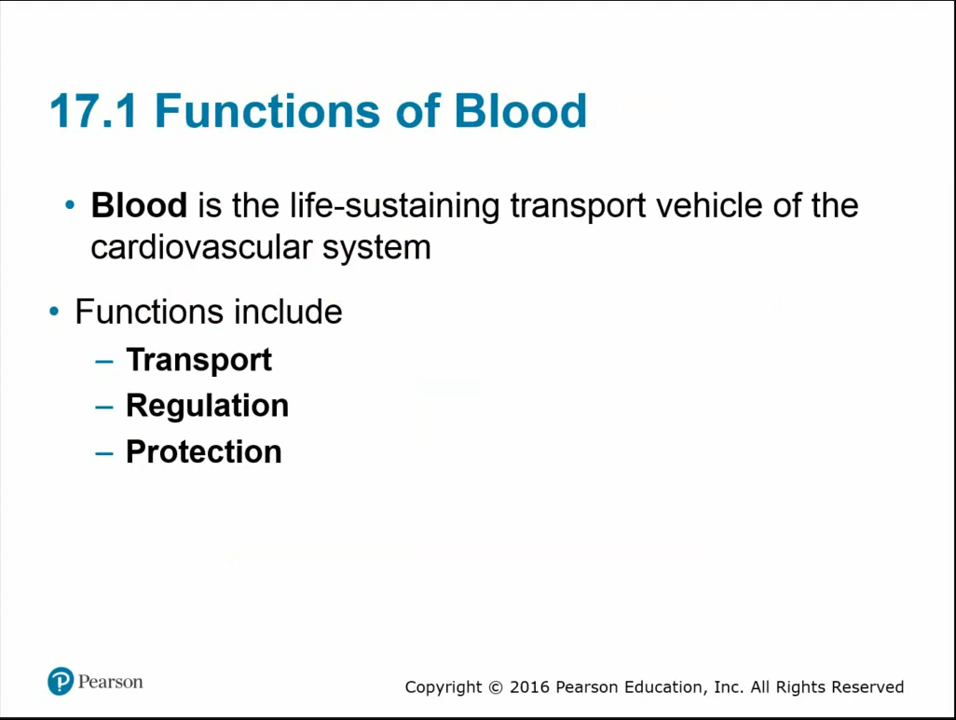 17.1 Functions of Blood
• Blood is the life-sustaining transport vehicle of the
cardiovascular system
• Functions include
– Transport
– Regulation
– Protection
Pearson
Copyright © 2016 Pearson Education, Inc. All Rights Reserved